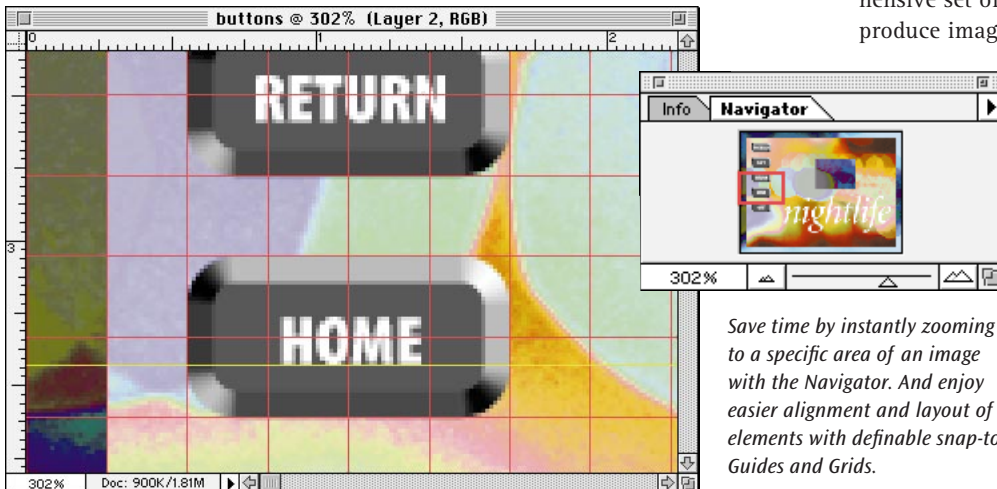 hensive set of
produce imag
buttons @ 302% (Layer 2, RGB)
0 1 2
3
RETURN
HOME
302% Doc: 900K/1.81M
Info Navigator
nightlife
302%
Save time by instantly zooming
to a specific area of an image
with the Navigator. And enjoy
easier alignment and layout of
elements with definable snap-to
Guides and Grids.